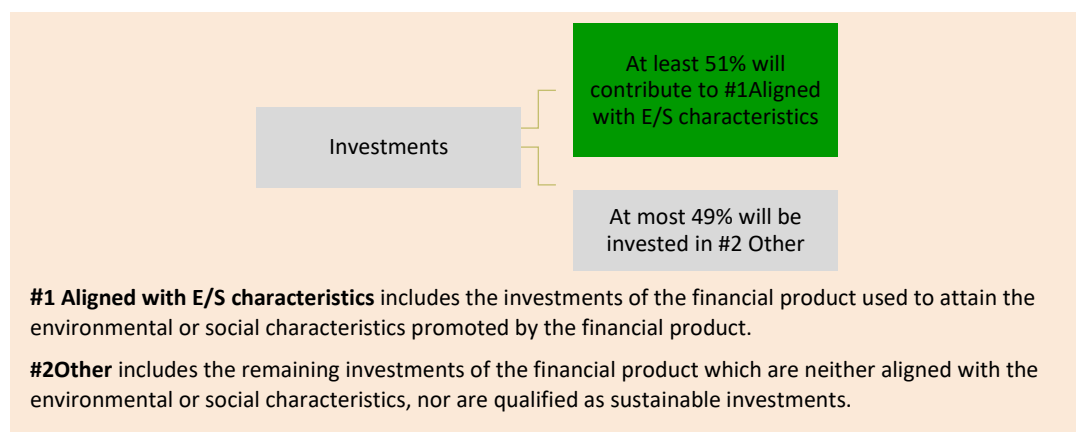 At least 51% will
contribute to #1Aligned
with E/S characteristics
Investments
At most 49% will be
invested in #2 Other
#1 Aligned with E/S characteristics includes the investments of the financial product used to attain the
environmental or social characteristics promoted by the financial product.
#2Other includes the remaining investments of the financial product which are neither aligned with the
environmental or social characteristics, nor are qualified as sustainable investments.